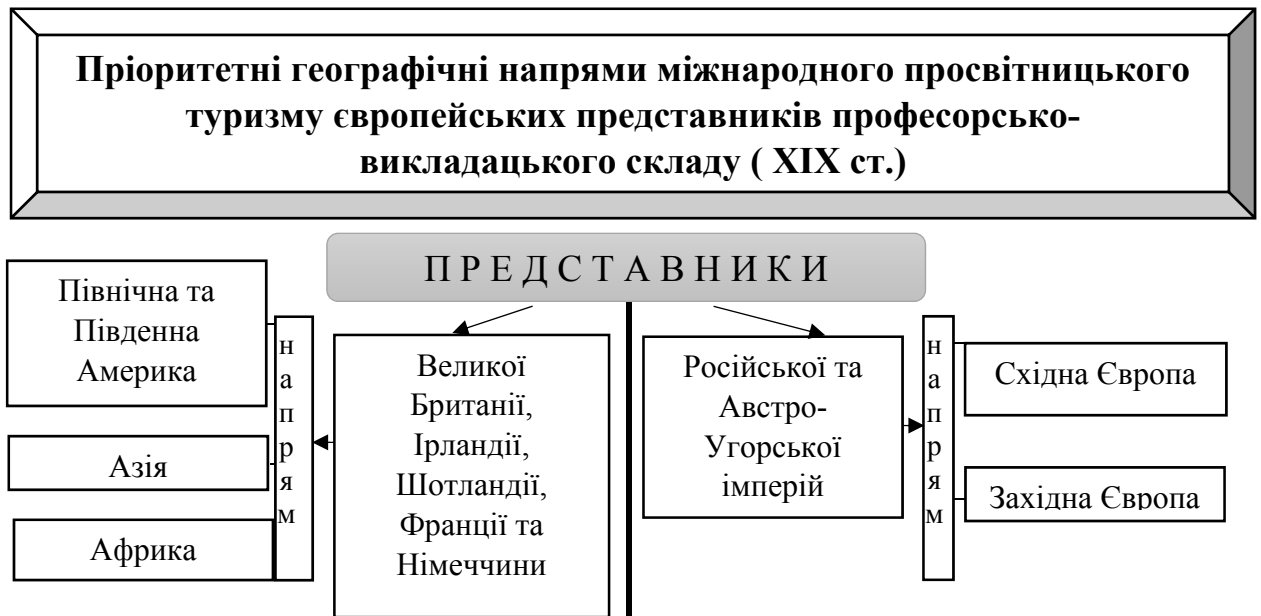 Пріоритетні географічні напрями міжнародного просвітницького
туризму європейських представників професорсько-
викладацького складу ( ХІХ ст.)
П Р Е Д С Т А В Н И К И
Північна та
Південна
Америка
Азія
Африка
н
а
п
р
я
м
Великої
Британії,
Ірландії,
Шотландії,
Франції та
Німеччини
Російської та
Австро-
Угорської
імперій
н
а
п
р
я
м
Східна Європа
Західна Європа